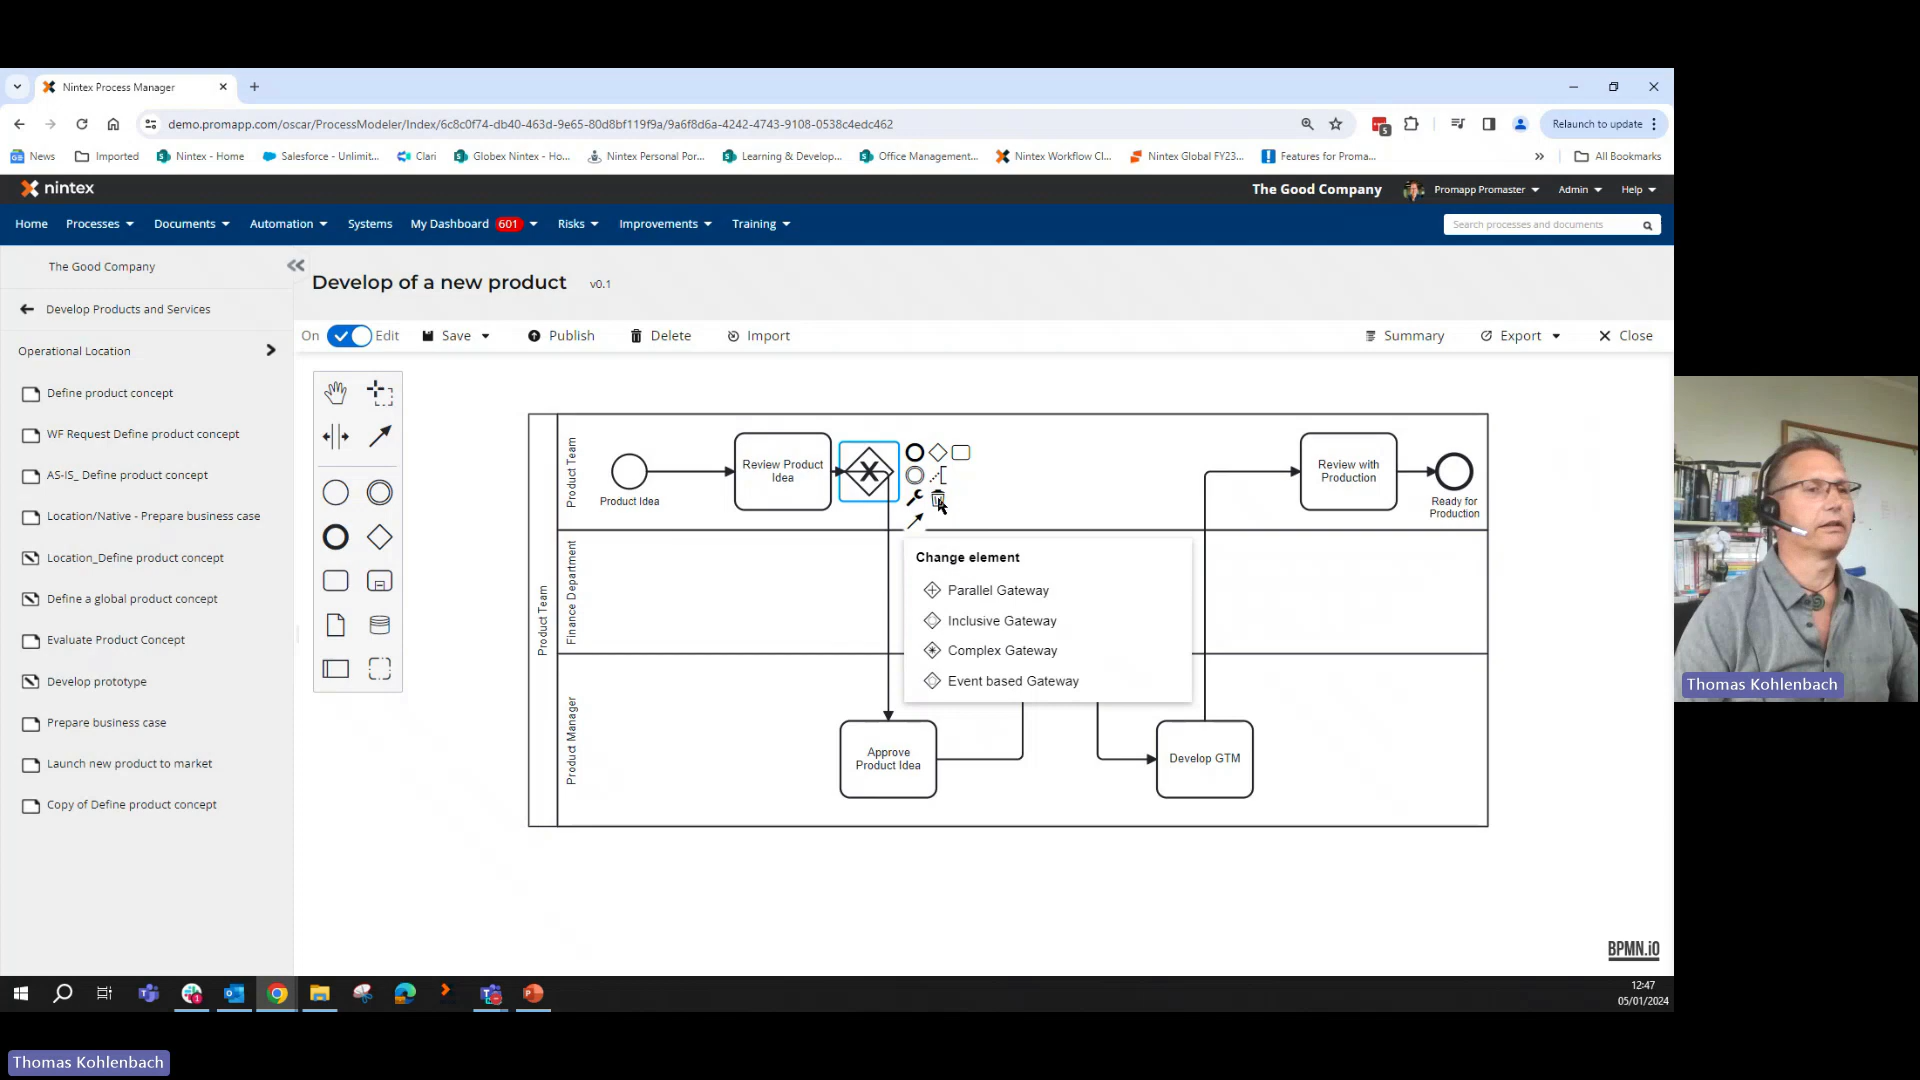 Nintex Process Manager
demo.promapp.com/oscar/ProcessModeler/Index/6c8c0f74-db40-463d-9e65-80d8bf119f9a/9a6f8d6a-4242-4743-9108-0538c4edc462
5
Relaunch to update
News
Imported
Nintex - Home
Salesforce - Unlimit...
Clari
Globex Nintex - Ho...
Nintex Personal Por...
Learning & Develop...
Office Management...
Nintex Workflow Cl...
Nintex Global FY23...
Features for Proma...
All Bookmarks
nintex
The Good Company
Promapp Promaster
Admin
Help
Home
Processes
Documents
Automation
Systems
My Dashboard 601
Risks
Improvements
Training
Search processes and documents
The Good Company
Develop Products and Services
Operational Location
Define product concept
WF Request Define product concept
AS-IS_ Define product concept
Location/Native - Prepare business case
Location_Define product concept
Define a global product concept
Evaluate Product Concept
Develop prototype
Prepare business case
Launch new product to market
Copy of Define product concept
Develop of a new product v0.1
On
Edit
Save
Publish
Delete
Import
Summary
Export
Close
Product Team
Product Team
Finance Department
Product Manager
Product Idea
Review Product
Idea
X
Review with
Production
Ready for
Production
Change element
Parallel Gateway
Inclusive Gateway
Complex Gateway
Event based Gateway
Approve
Product Idea
Develop GTM
BPMN.iO
Thomas Kohlenbach
12:47
05/01/2024
Thomas Kohlenbach